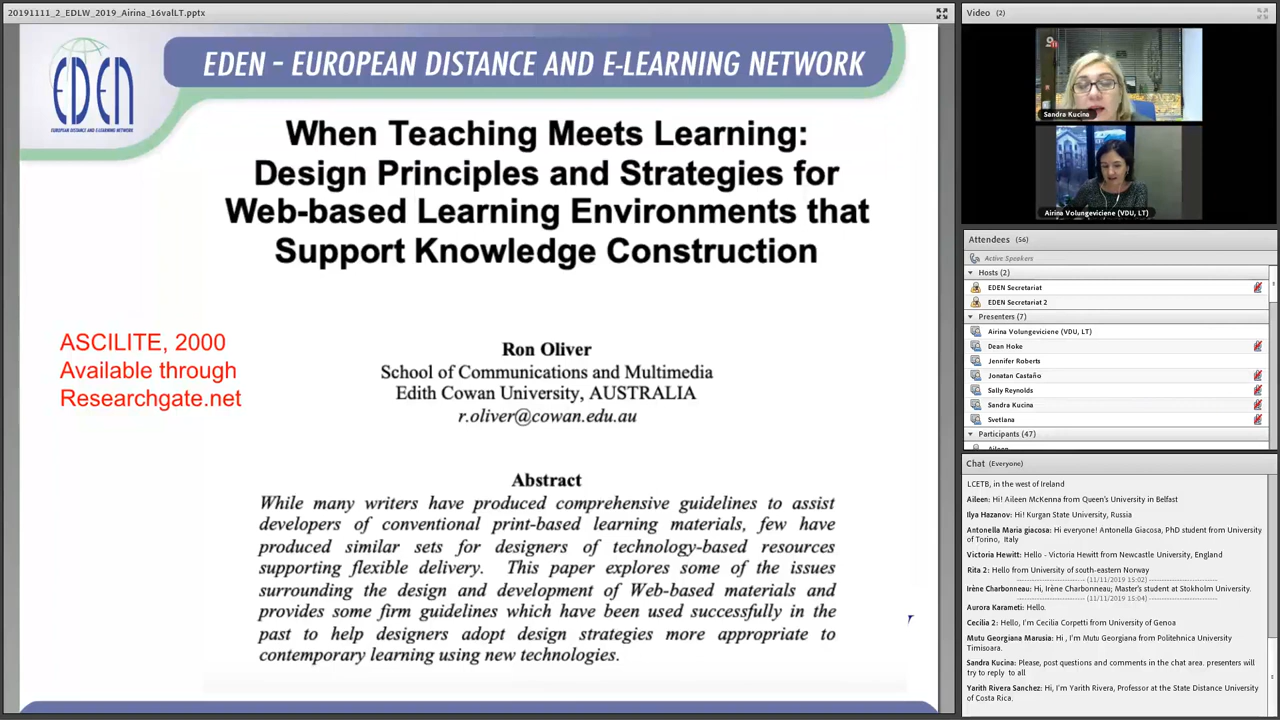 20191111_2_EDLW_2019_Airina_16valLT.pptx
EDEN
EUROPEAN DISTANCE AND E-LEARNING NETWORK
EDEN – EUROPEAN DISTANCE AND E-LEARNING NETWORK
When Teaching Meets Learning:
Design Principles and Strategies for
Web-based Learning Environments that
Support Knowledge Construction
ASCILITE, 2000
Available through
Researchgate.net
Ron Oliver
School of Communications and Multimedia
Edith Cowan University, AUSTRALIA
r.oliver@cowan.edu.au
Abstract
While many writers have produced comprehensive guidelines to assist
developers of conventional print-based learning materials, few have
produced similar sets for designers of technology-based resources
supporting flexible delivery. This paper explores some of the issues
surrounding the design and development of Web-based materials and
provides some firm guidelines which have been used successfully in the
past to help designers adopt design strategies more appropriate to
contemporary learning using new technologies.
Video (2)
Sandra Kucina
Airina Volungeviciene (VDU, LT)
Attendees (56)
Active Speakers
Hosts (2)
EDEN Secretariat
EDEN Secretariat 2
Presenters (7)
Airina Volungeviciene (VDU, LT)
Dean Hoke
Jennifer Roberts
Jonatan Castaño
Sally Reynolds
Sandra Kucina
Svetlana
Participants (47)
Aileen
Chat (Everyone)
LCETB, in the west of Ireland
Aileen: Hi! Aileen McKenna from Queen's University in Belfast
Ilya Hazanov: Hi! Kurgan State University, Russia
Antonella Maria giacosa: Hi everyone! Antonella Giacosa, PhD student from University
of Torino, Italy
Victoria Hewitt: Hello - Victoria Hewitt from Newcastle University, England
Rita 2: Hello from University of south-eastern Norway
(11/11/2019 15:02)
Irène Charbonneau: Hi, Irène Charbonneau; Master's student at Stokholm University.
(11/11/2019 15:04)
Aurora Karameti: Hello.
Cecilia 2: Hello, I'm Cecilia Corpetti from University of Genoa
Mutu Georgiana Marusia: Hi , I'm Mutu Georgiana from Politehnica University
Timisoara.
Sandra Kucina: Please, post questions and comments in the chat area. presenters will
try to reply to all
Yarith Rivera Sanchez: Hi, I'm Yarith Rivera, Professor at the State Distance University
of Costa Rica.